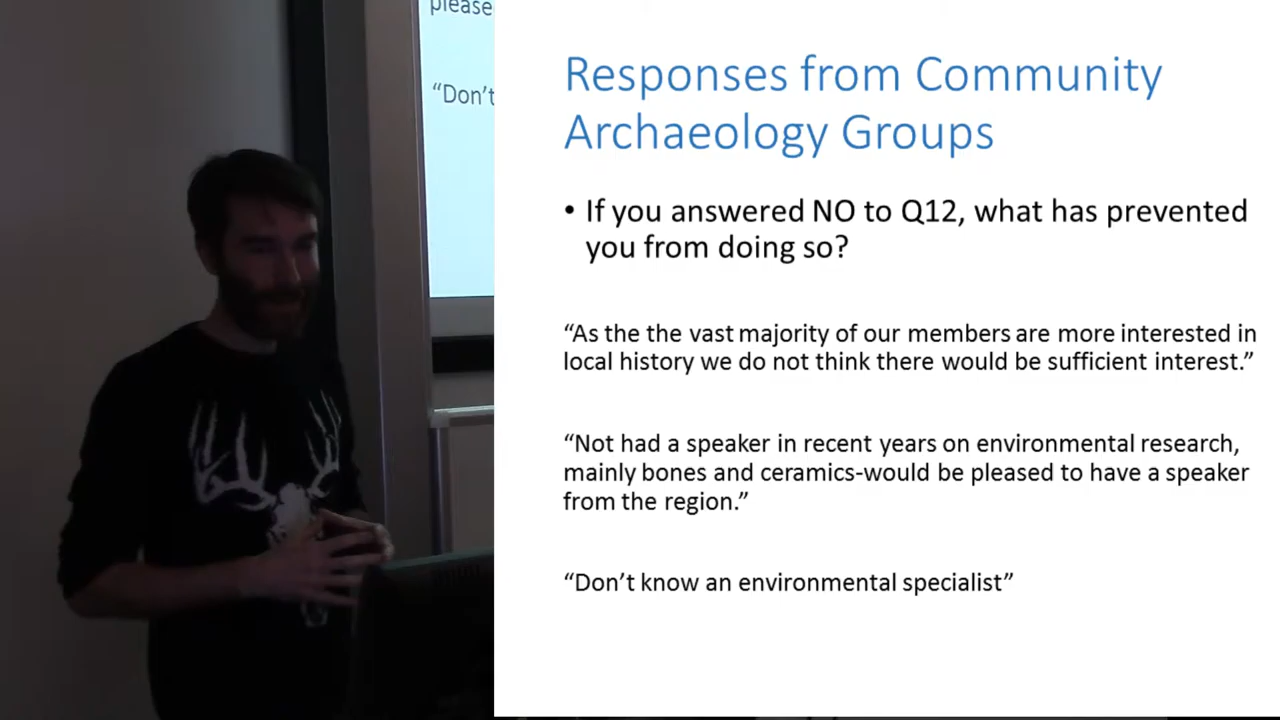 please
“Don’t
Responses from Community
Archaeology Groups
• If you answered NO to Q12, what has prevented
you from doing so?
“As the the vast majority of our members are more interested in
local history we do not think there would be sufficient interest.”
“Not had a speaker in recent years on environmental research,
mainly bones and ceramics-would be pleased to have a speaker
from the region.”
“Don’t know an environmental specialist”